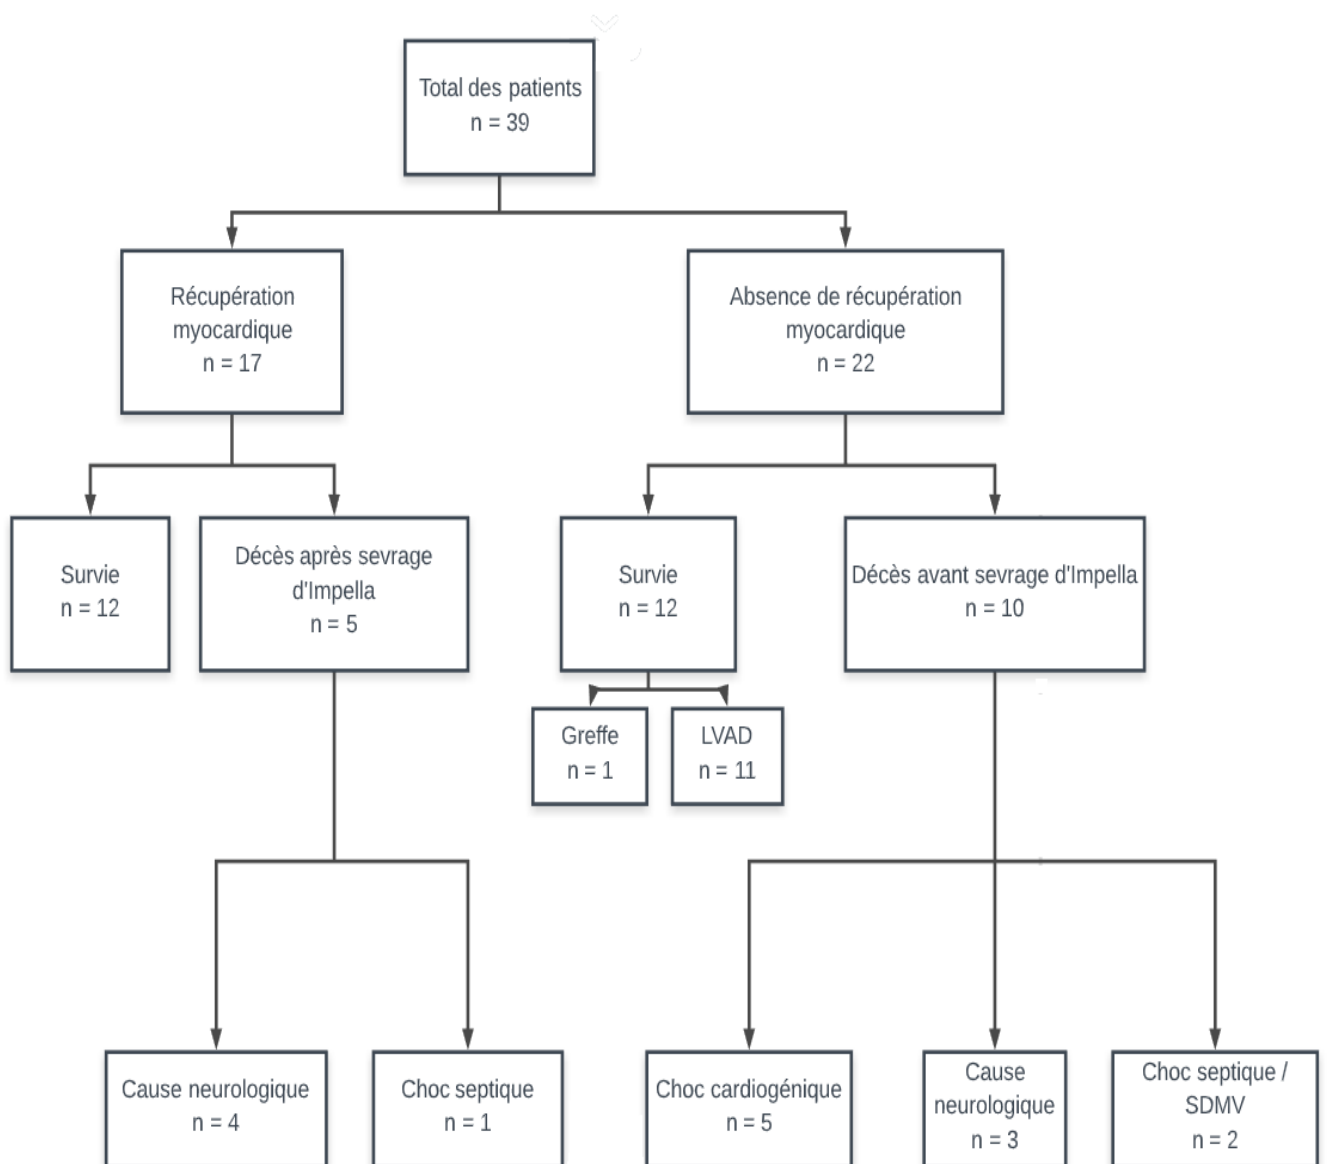 Total des patients
n = 39
Récupération
myocardique
n = 17
Absence de récupération
myocardique
n = 22
Survie
n = 12
Décès après sevrage
d'Impella
n = 5
Survie
n = 12
Décès avant sevrage d'Impella
n = 10
Greffe
n = 1
LVAD
n = 11
Cause neurologique
n = 4
Choc septique
n = 1
Choc cardiogénique
n = 5
Cause
neurologique
n = 3
Choc septique /
SDMV
n = 2